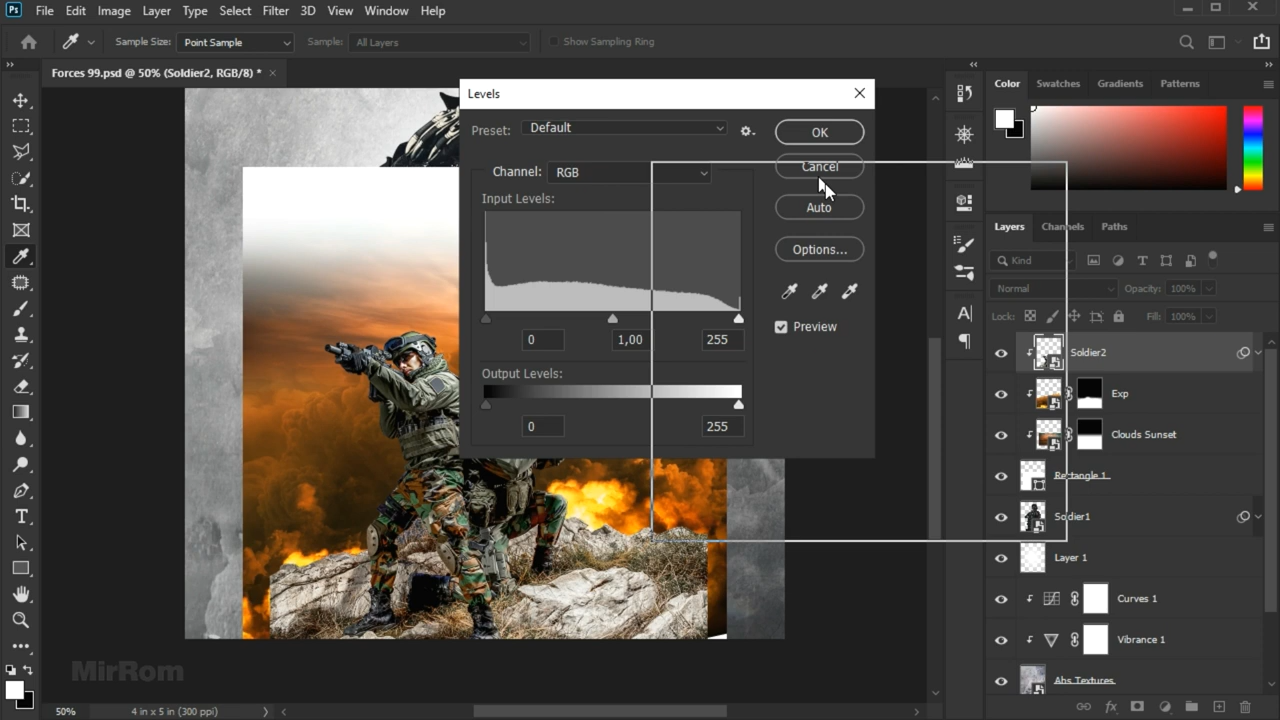 Ps File Edit Image Layer Type Select Filter 3D View Window Help
Sample Size: Point Sample Sample: All Layers Show Sampling Ring
Forces 99.psd @ 50% (Soldier2, RGB/8) *
Levels
Preset: Default
OK
Channel: RGB
Cancel
Input Levels:
Auto
Options...
0 1,00 255
Preview
Output Levels:
0 255
Color Swatches Gradients Patterns
Layers Channels Paths
Kind
Normal Opacity: 100%
Lock: Fill: 100%
Soldier2
Exp
Clouds Sunset
Rectangle 1
Soldier1
Layer 1
Curves 1
Vibrance 1
Abs Textures
MirRom
50% 4 in x 5 in (300 ppi)